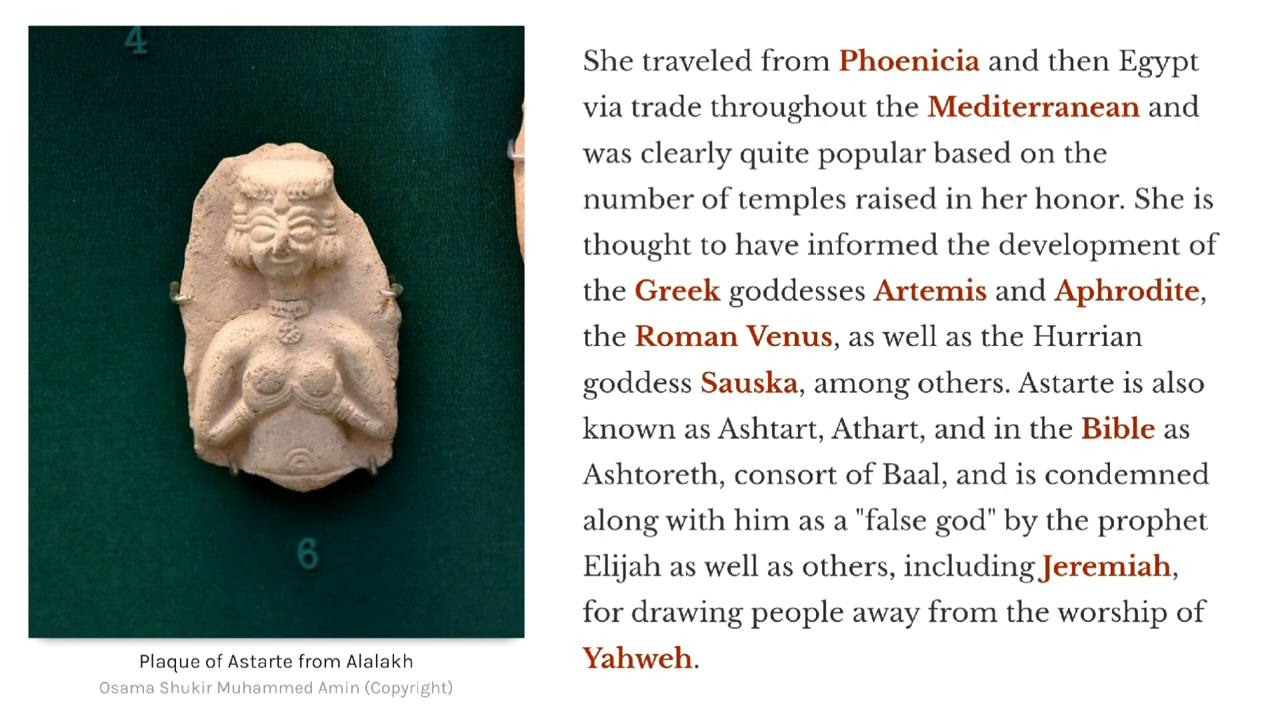 4
6
Plaque of Astarte from Alalakh
Osama Shukir Muhammed Amin (Copyright)
She traveled from Phoenicia and then Egypt
via trade throughout the Mediterranean and
was clearly quite popular based on the
number of temples raised in her honor. She is
thought to have informed the development of
the Greek goddesses Artemis and Aphrodite,
the Roman Venus, as well as the Hurrian
goddess Sauska, among others. Astarte is also
known as Ashtart, Athart, and in the Bible as
Ashtoreth, consort of Baal, and is condemned
along with him as a "false god" by the prophet
Elijah as well as others, including Jeremiah,
for drawing people away from the worship of
Yahweh.